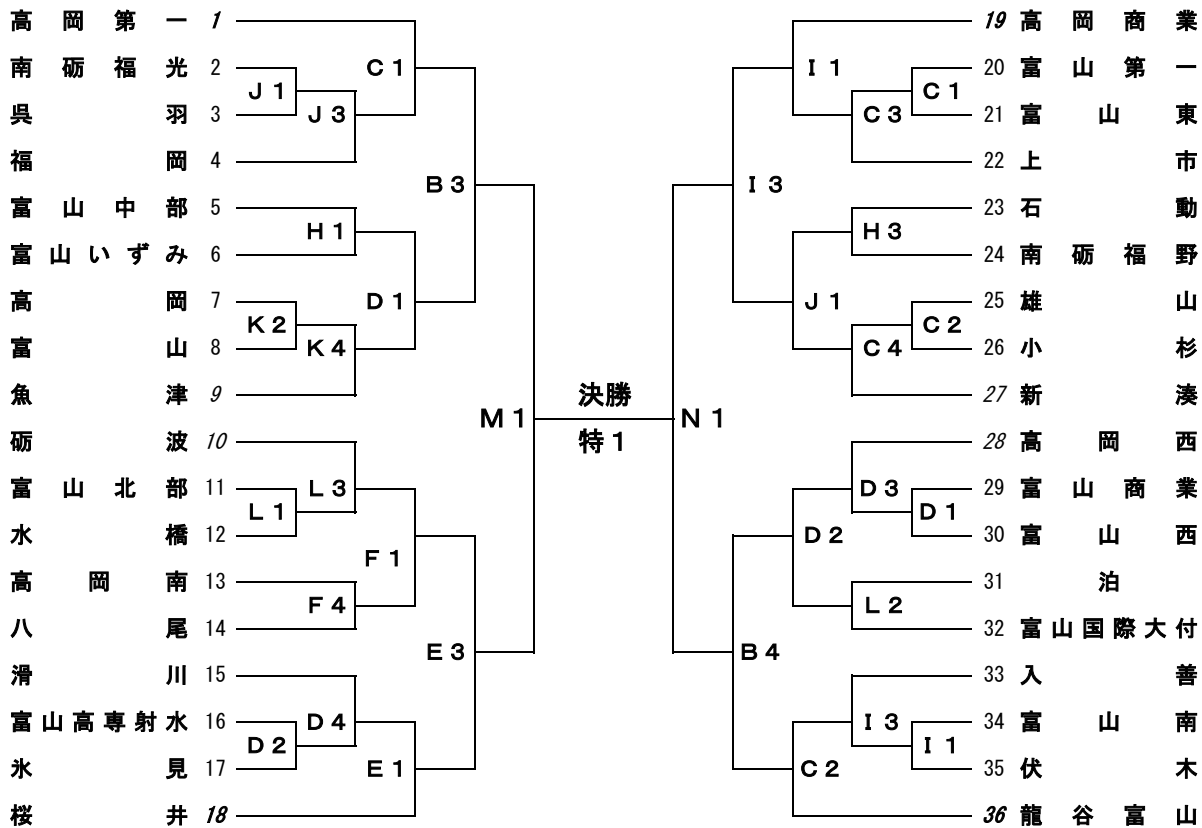 高岡第一 1
南砺福光 2
呉羽 3
福岡 4
富山中部 5
富山いずみ 6
高岡 7
富山 8
魚津 9
砺波 10
富山北部 11
水橋 12
高岡南 13
八尾 14
滑川 15
富山高専射水 16
氷見 17
桜井 18
J1
J3
C1
H1
K2
K4
D1
B3
L1
L3
F4
F1
D2
D4
E1
E3
M1
決勝
特1
N1
I3
I1
C3
C1
H3
J1
C4
C2
B4
D2
D3
D1
L2
C2
I3
I1
19 高岡商業
20 富山第一
21 富山東
22 上市
23 石動
24 南砺福野
25 雄山
26 小杉
27 新湊
28 高岡西
29 富山商業
30 富山西
31 泊
32 富山国際大付
33 入善
34 富山南
35 伏木
36 龍谷富山